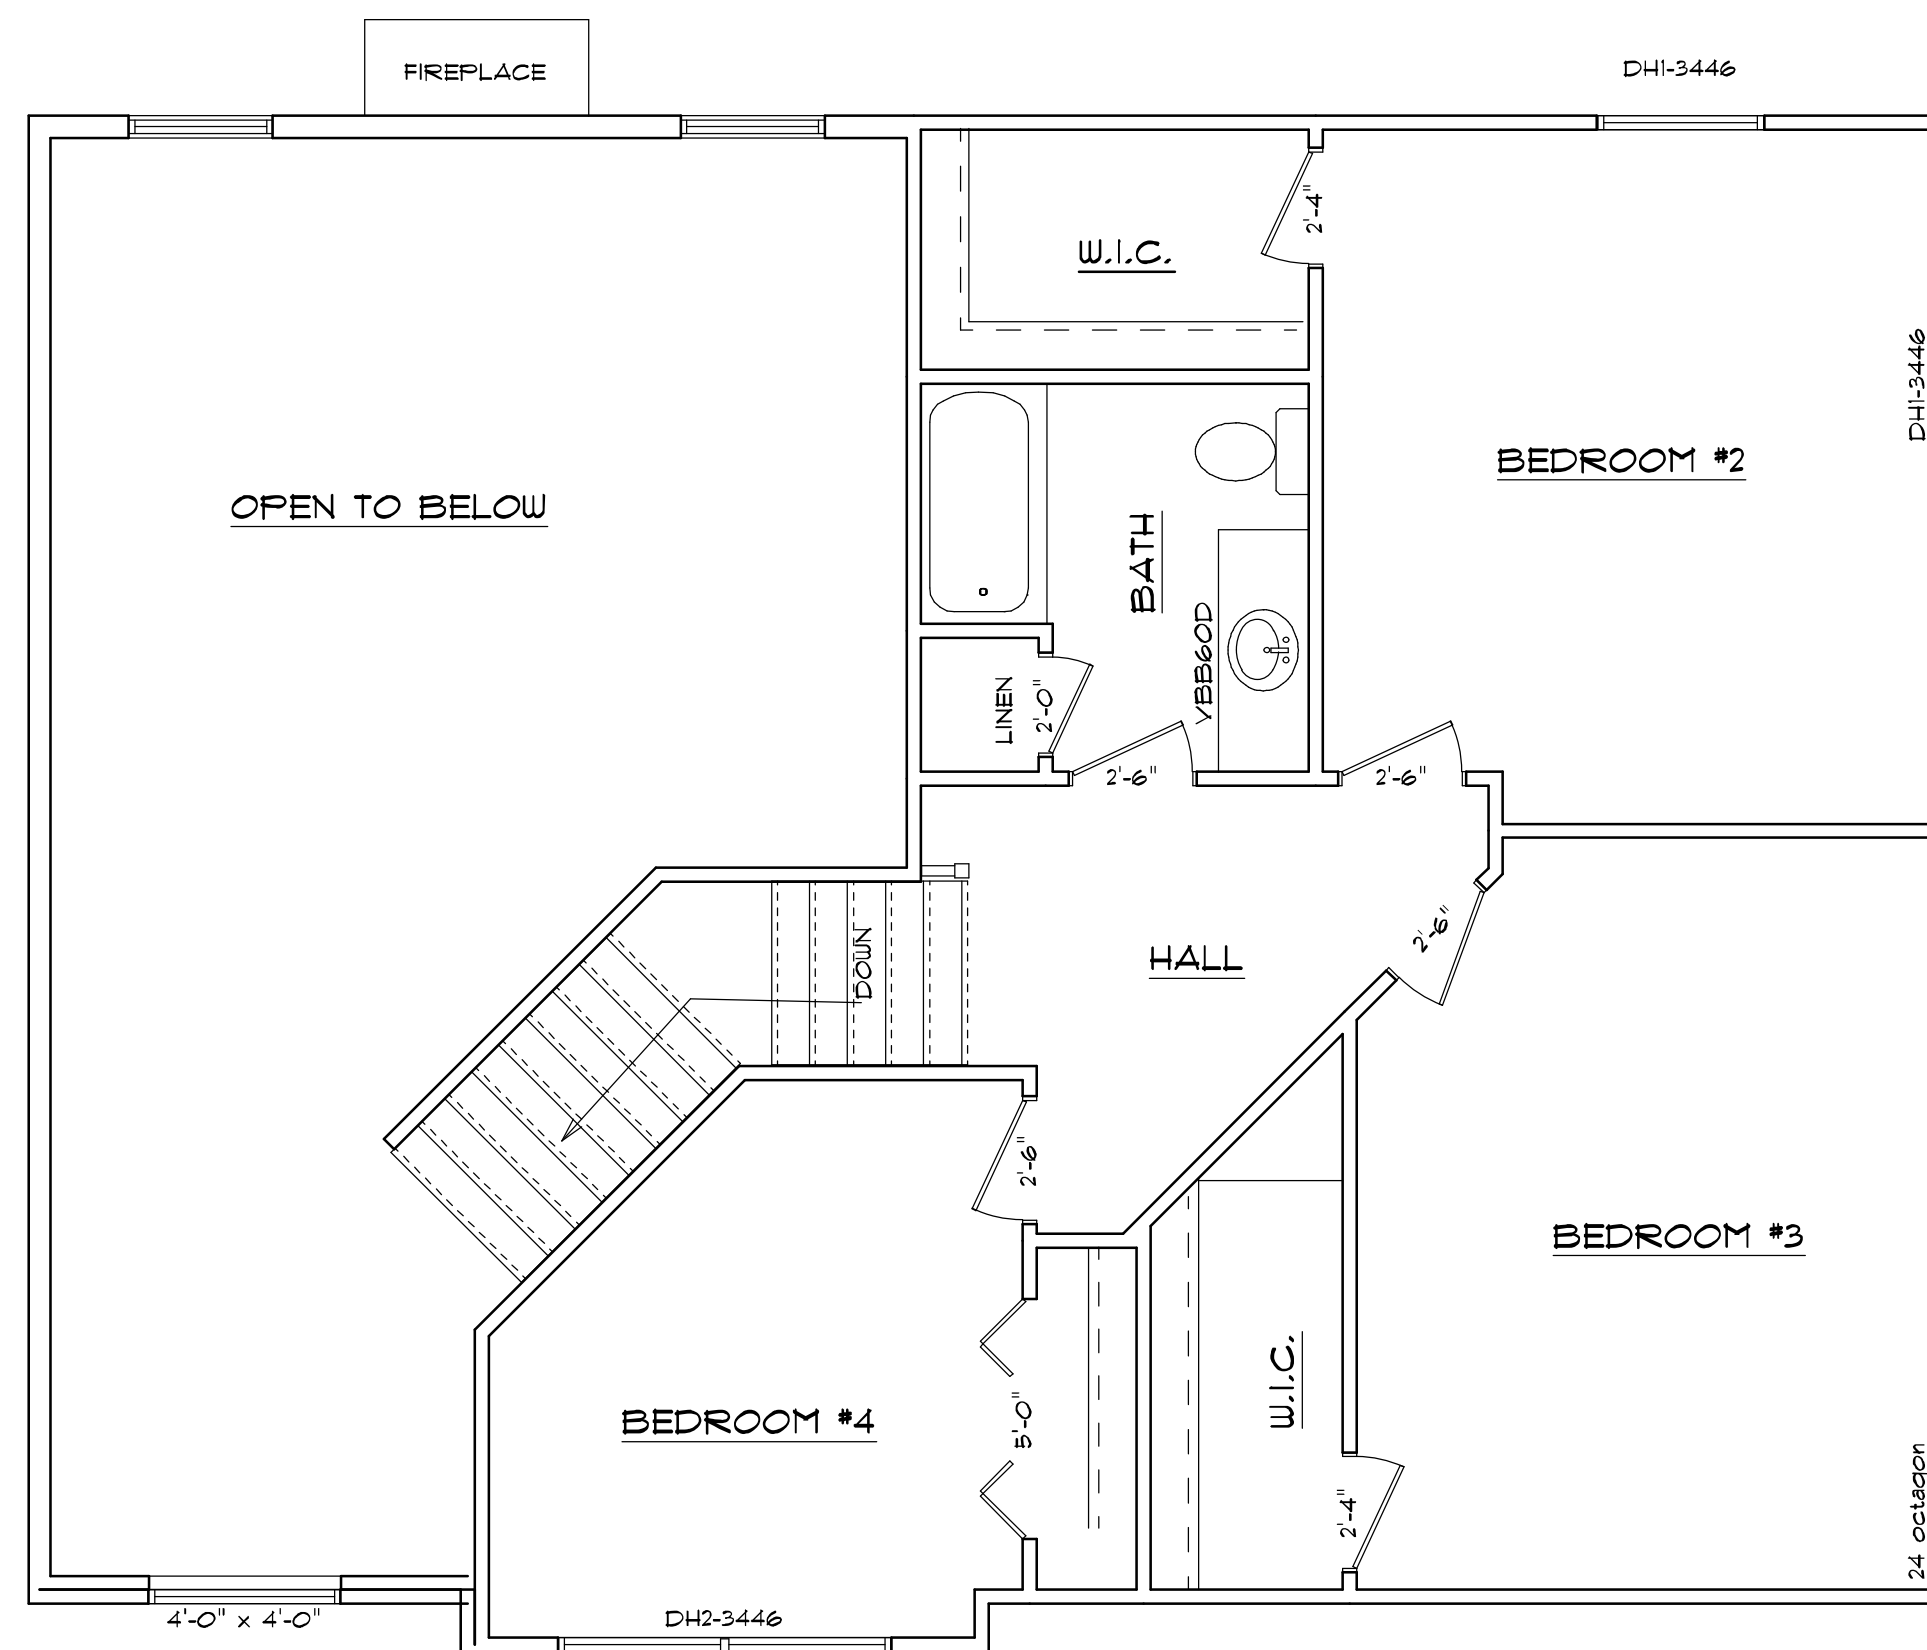 FIREPLACE
DH1-3446
2'-4"
W.I.C.
DH1-3446
BEDROOM #2
OPEN TO BELOW
BATH
VBB60D
LINEN
2'-0"
2'-6"
2'-6"
2'-6"
DOWN
HALL
2'-6"
BEDROOM #3
W.I.C.
5'-0"
BEDROOM #4
2'-4"
24 octagon
4'-0" x 4'-0"
DH2-3446